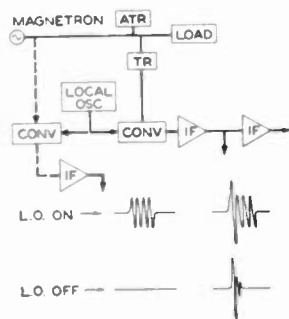 MAGNETRON
ATR
LOAD
TR
LOCAL
OSC
CONV
CONV
IF
IF
IF
L.O. ON
L.O. OFF